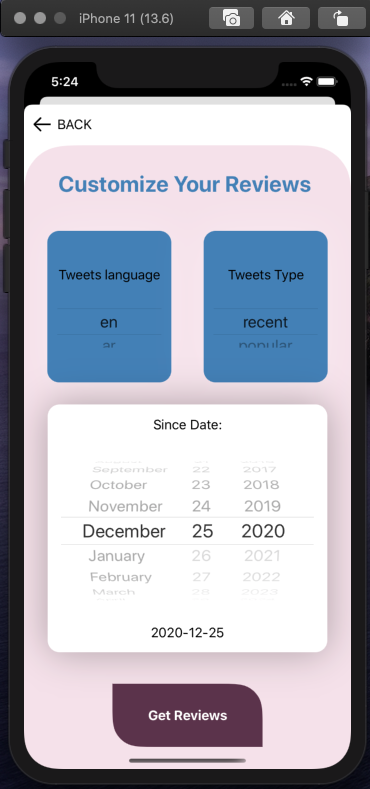 iPhone 11 (13.6)
5:24
BACK
Customize Your Reviews
Tweets language
Tweets Type
en
recent
ar
popular
Since Date:
September 22 2017
October 23 2018
November 24 2019
December 25 2020
January 26 2021
February 27 2022
March 28 2023
2020-12-25
Get Reviews